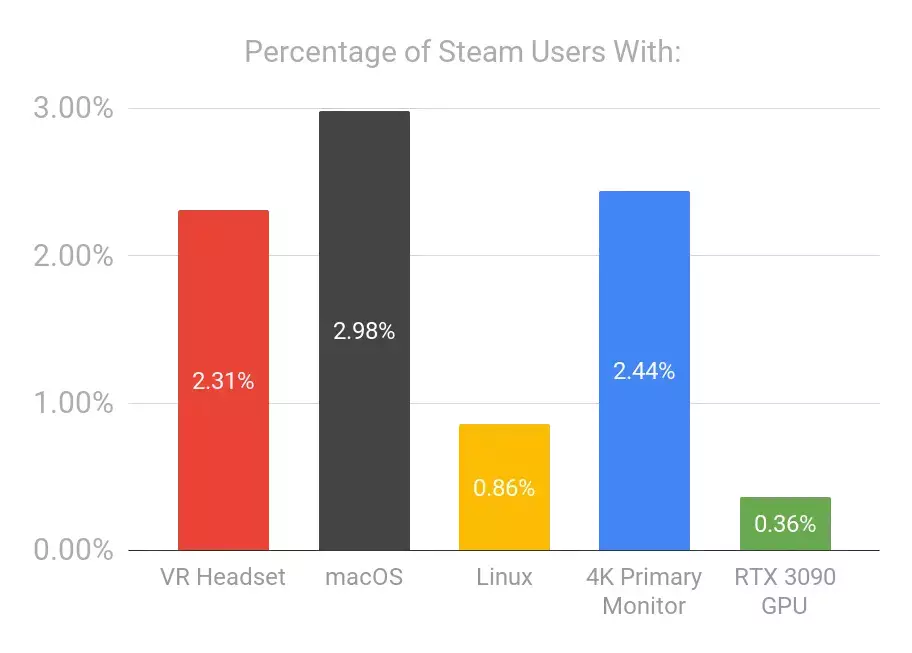 Percentage of Steam Users With:
3.00%
2.00%
1.00%
0.00%
2.31%
2.98%
0.86%
2.44%
0.36%
VR Headset
macOS
Linux
4K Primary
Monitor
RTX 3090
GPU